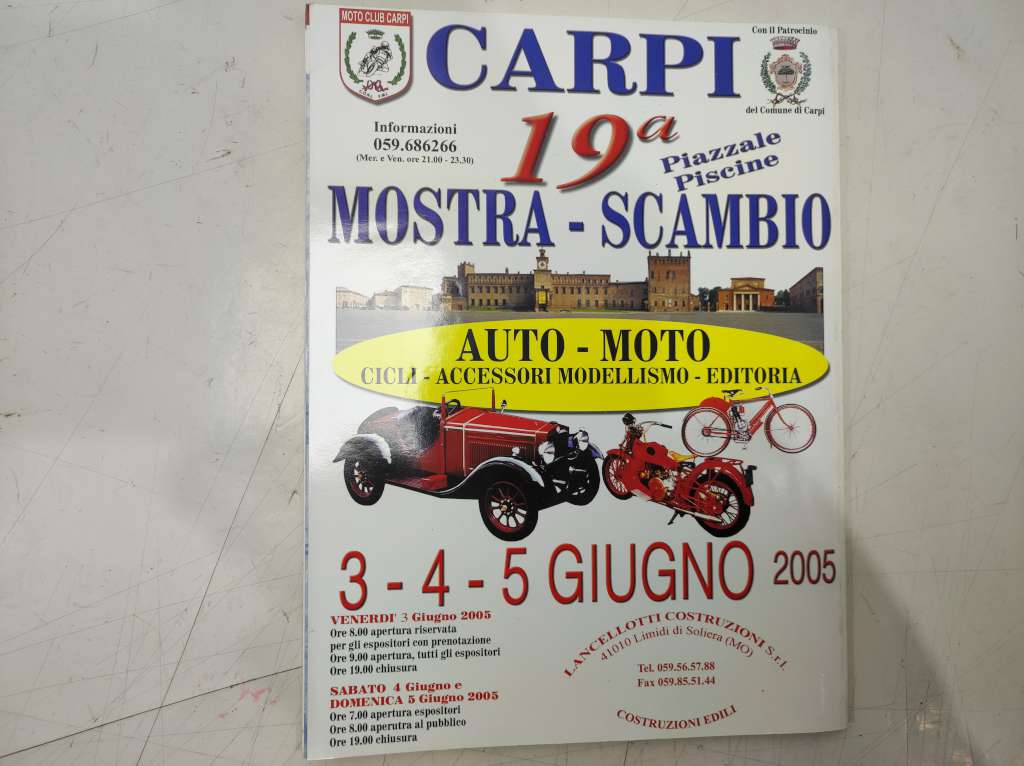 MOTO CLUB CARPI
CARPI
Con il Patrocinio
del Comune di Carpi
Informazioni
059.686266
(Mer. e Ven. ore 21.00 - 23.30)
19a
Piazzale
Piscine
MOSTRA - SCAMBIO
AUTO - MOTO
CICLI - ACCESSORI MODELLISMO - EDITORIA
3 - 4 - 5 GIUGNO 2005
VENERDI' 3 Giugno 2005
Ore 8.00 apertura riservata
per gli espositori con prenotazione
Ore 9.00 apertura, tutti gli espositori
Ore 19.00 chiusura
SABATO 4 Giugno e
DOMENICA 5 Giugno 2005
Ore 7.00 apertura espositori
Ore 8.00 aperutra al pubblico
Ore 19.00 chiusura
LANCELLOTTI COSTRUZIONI S.r.l.
41010 Limidi di Soliera (MO)
Tel. 059.56.57.88
Fax 059.85.51.44
COSTRUZIONI EDILI